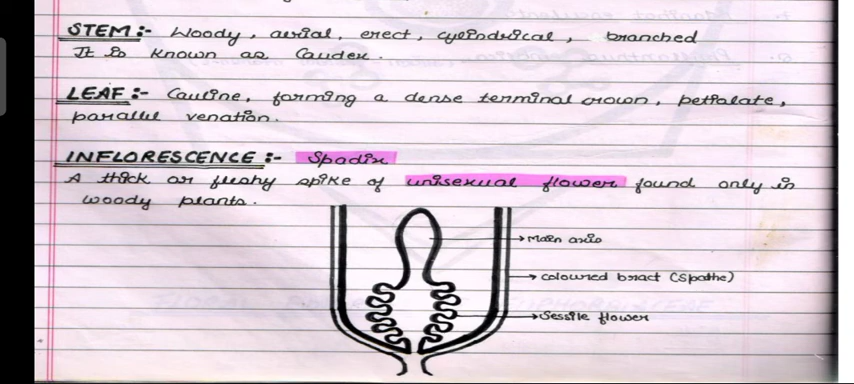 STEM :- Woody, aerial, erect, cylindrical, branched
It is known as Caudex.
LEAF :- Cauline, forming a dense terminal crown, petiolate,
parallel venation.
INFLORESCENCE :- Spadix
A thick or fleshy spike of unisexual flower found only in
woody plants.
Main axis
coloured bract (Spathe)
Sessile flower